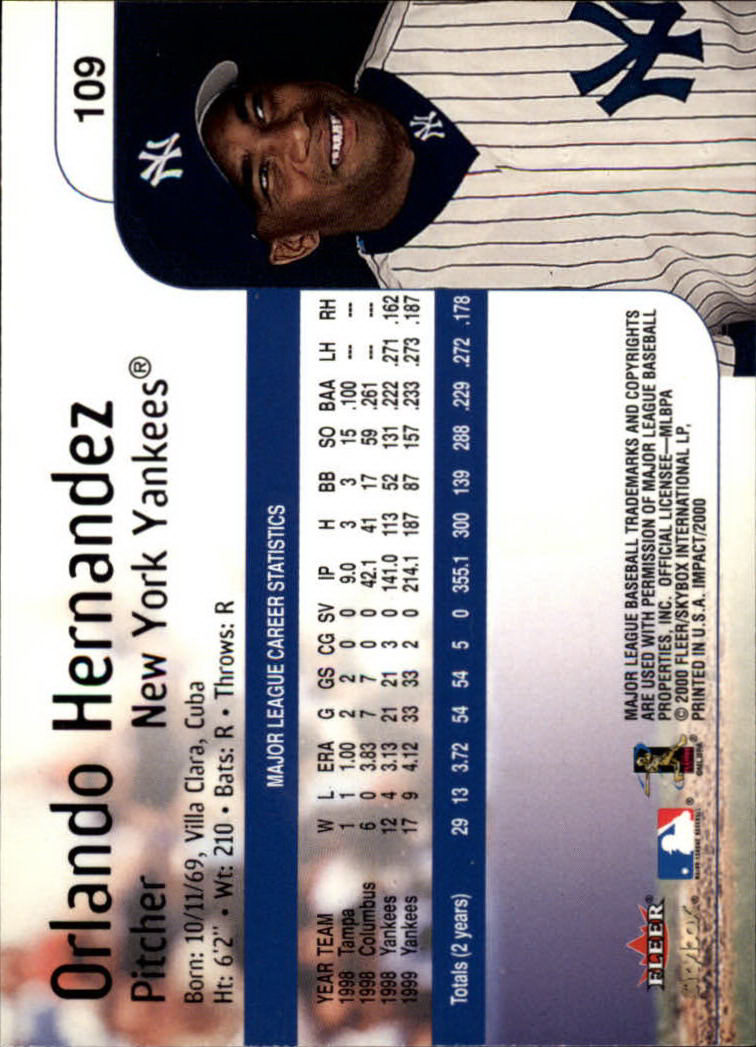 109
Orlando Hernandez
Pitcher New York Yankees®
Born: 10/11/69, Villa Clara, Cuba
Ht: 6'2" • Wt: 210 • Bats: R • Throws: R
MAJOR LEAGUE CAREER STATISTICS
YEAR TEAM W L ERA G GS CG SV IP H BB SO BAA LH RH
1998 Tampa 1 1 1.00 2 2 0 0 9.0 3 3 15 .100 --- ---
1998 Columbus 6 0 3.83 7 7 0 0 42.1 41 17 59 .261 --- ---
1998 Yankees 12 4 3.13 21 21 3 0 141.0 113 52 131 .222 .271 .162
1999 Yankees 17 9 4.12 33 33 2 0 214.1 187 87 157 .233 .273 .187
Totals (2 years) 29 13 3.72 54 54 5 0 355.1 300 139 288 .229 .272 .178
NY
NY
NY
FLEER
MAJOR LEAGUE BASEBALL TRADEMARKS AND COPYRIGHTS
ARE USED WITH PERMISSION OF MAJOR LEAGUE BASEBALL
PROPERTIES, INC. OFFICIAL LICENSEE—MLBPA
© 2000 FLEER/SKYBOX INTERNATIONAL LP,
PRINTED IN U.S.A. IMPACT/2000